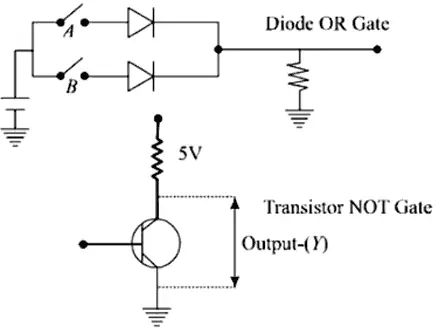 A
Diode OR Gate
B
5V
Transistor NOT Gate
Output-(Y)